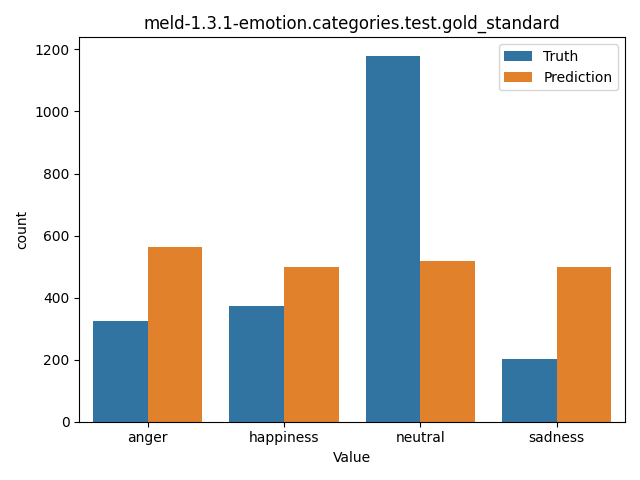 meld-1.3.1-emotion.categories.test.gold_standard
Truth
Prediction
1200
1000
800
600
400
200
0
count
anger happiness neutral sadness
Value